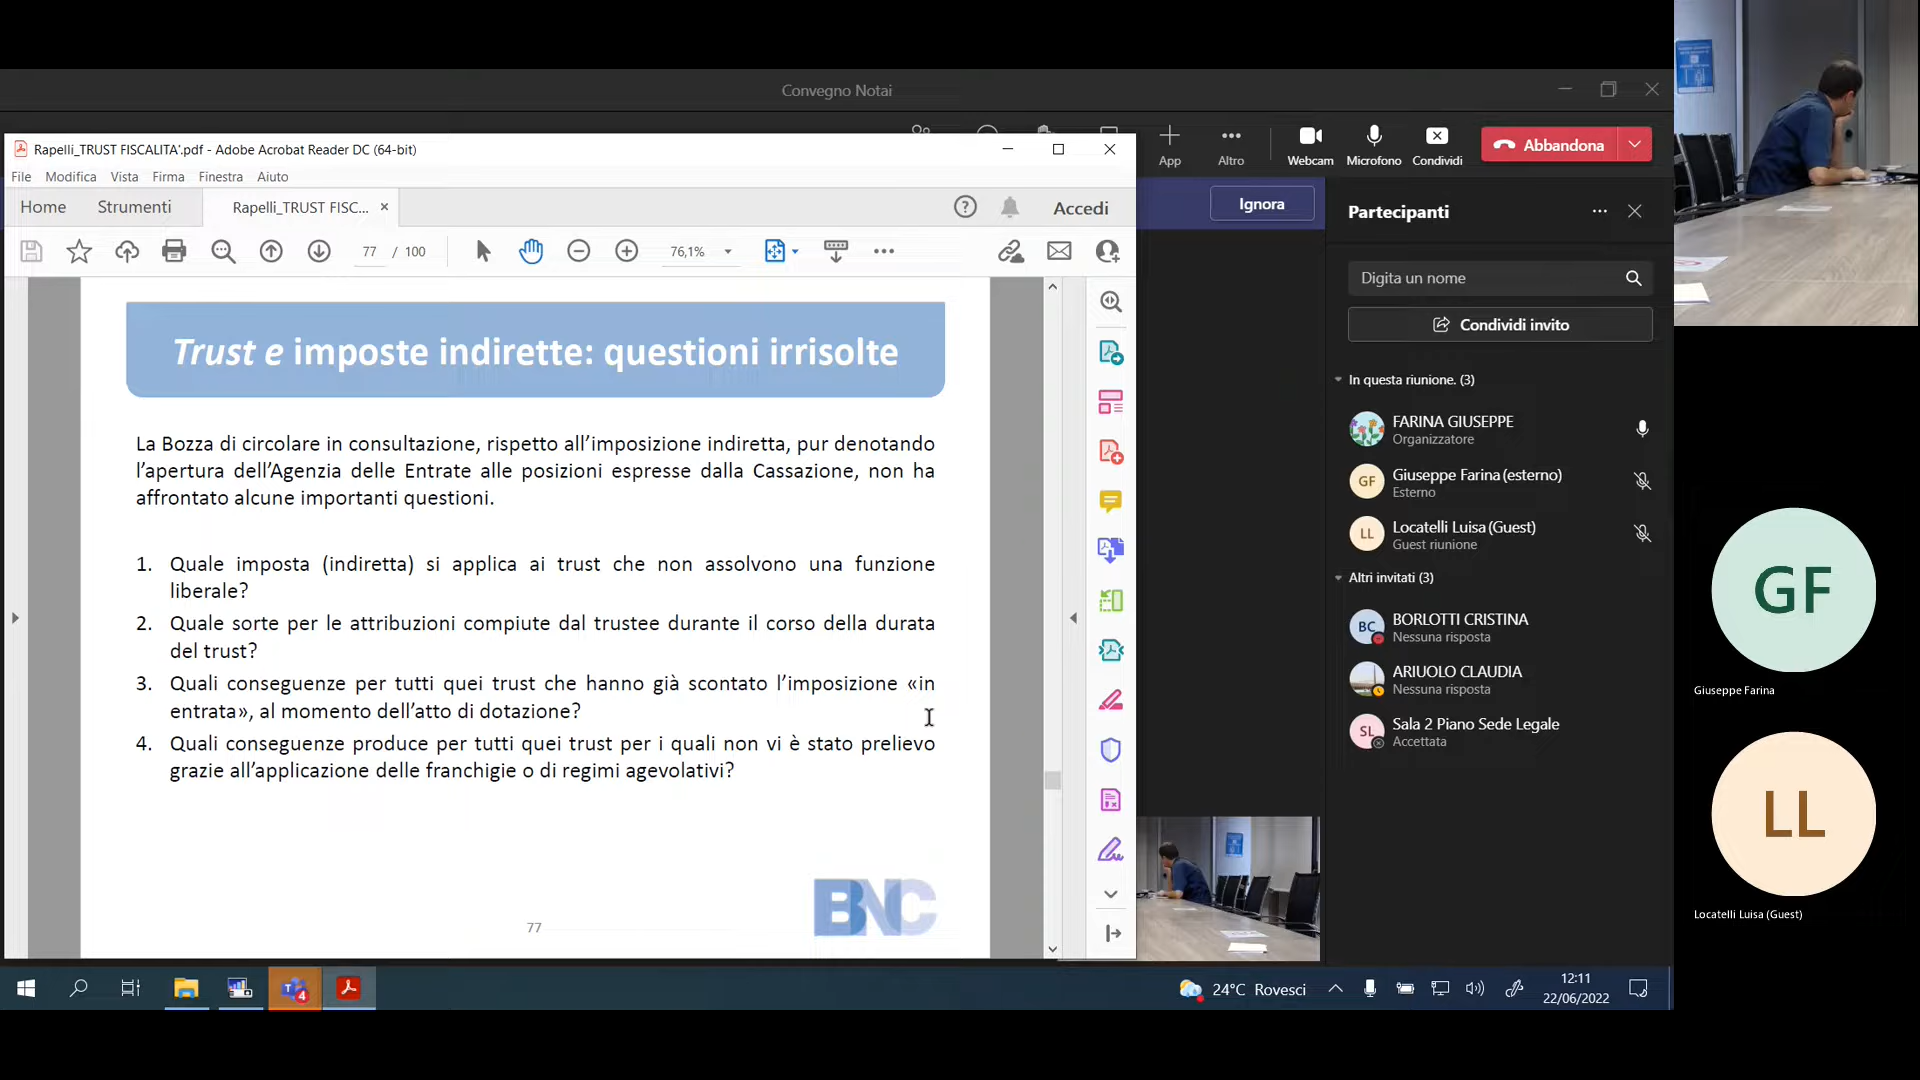 Convegno Notai
App
Altro
Webcam
Microfono
Condividi
Abbandona
Rapelli_TRUST FISCALITA'.pdf - Adobe Acrobat Reader DC (64-bit)
File Modifica Vista Firma Finestra Aiuto
Home Strumenti Rapelli_TRUST FISC... Accedi
77 / 100 76,1%
Trust e imposte indirette: questioni irrisolte
La Bozza di circolare in consultazione, rispetto all’imposizione indiretta, pur denotando
l’apertura dell’Agenzia delle Entrate alle posizioni espresse dalla Cassazione, non ha
affrontato alcune importanti questioni.
1. Quale imposta (indiretta) si applica ai trust che non assolvono una funzione
liberale?
2. Quale sorte per le attribuzioni compiute dal trustee durante il corso della durata
del trust?
3. Quali conseguenze per tutti quei trust che hanno già scontato l’imposizione «in
entrata», al momento dell’atto di dotazione?
4. Quali conseguenze produce per tutti quei trust per i quali non vi è stato prelievo
grazie all’applicazione delle franchigie o di regimi agevolativi?
77
BNC
Ignora
Partecipanti
Digita un nome
Condividi invito
In questa riunione. (3)
FARINA GIUSEPPE
Organizzatore
GF
Giuseppe Farina (esterno)
Esterno
LL
Locatelli Luisa (Guest)
Guest riunione
Altri invitati (3)
BC
BORLOTTI CRISTINA
Nessuna risposta
ARIUOLO CLAUDIA
Nessuna risposta
SL
Sala 2 Piano Sede Legale
Accettata
GF
Giuseppe Farina
LL
Locatelli Luisa (Guest)
4
24°C Rovesci
12:11
22/06/2022